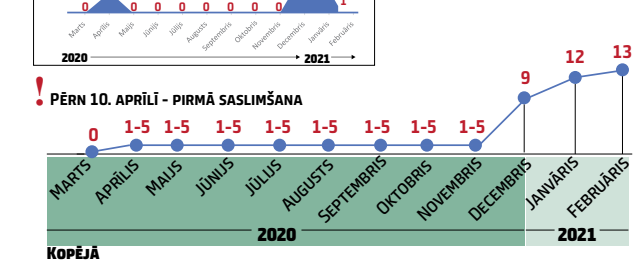 0 0 0 0 0 0 0 1
Marts Aprīlis Maijs Jūnijs Jūlijs Augusts Septembris Oktobris Novembris Decembris Janvāris Februāris
2020 2021
! PĒRN 10. APRĪLĪ - PIRMĀ SASLIMŠANA
0 1-5 1-5 1-5 1-5 1-5 1-5 1-5 1-5 9 12 13
MARTS APRĪLIS MAIJS JŪNIJS JŪLIJS AUGUSTS SEPTEMBRIS OKTOBRIS NOVEMBRIS DECEMBRIS JANVĀRIS FEBRUĀRIS
2020 2021
KOPĒJĀ